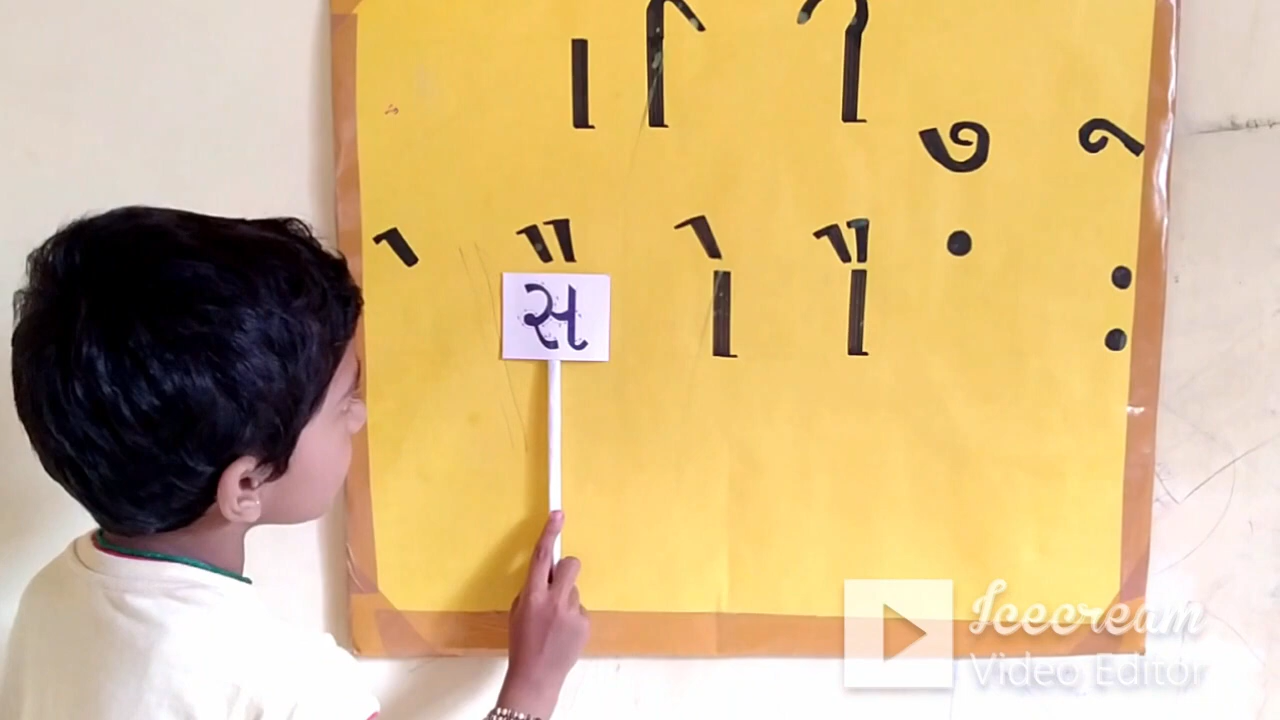 ા િ ી ુ ૂ
ે ૈ ો ૌ ં ઃ
સ
Icecream
Video Editor